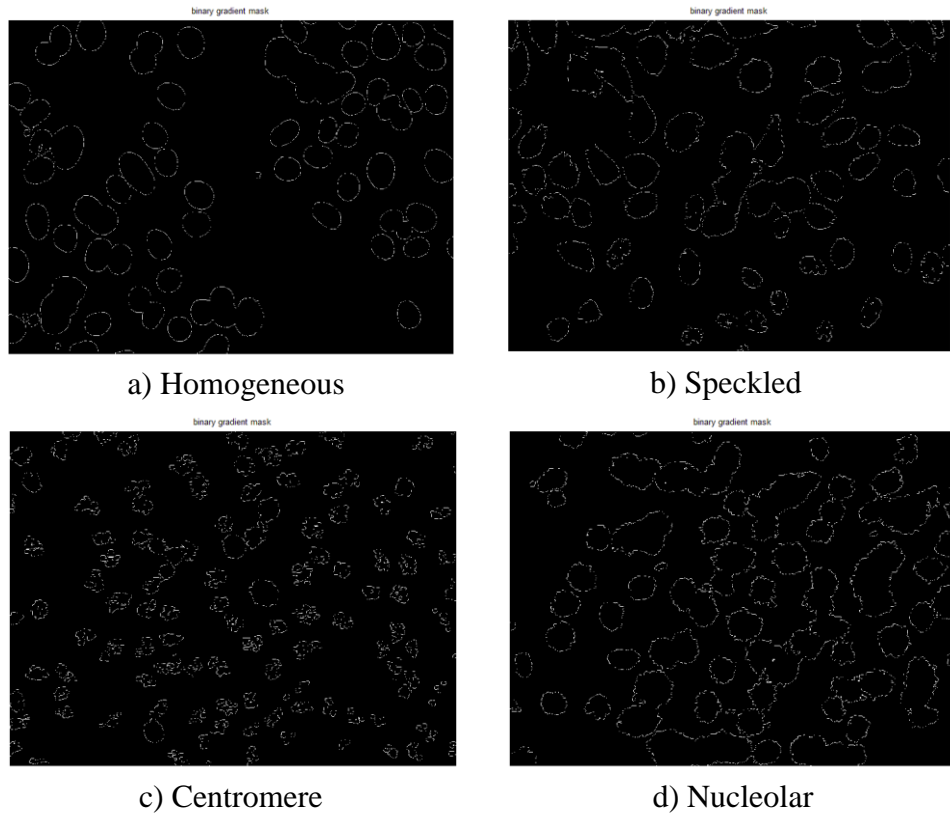 binary gradient mask
binary gradient mask
a) Homogeneous
b) Speckled
binary gradient mask
binary gradient mask
c) Centromere
d) Nucleolar